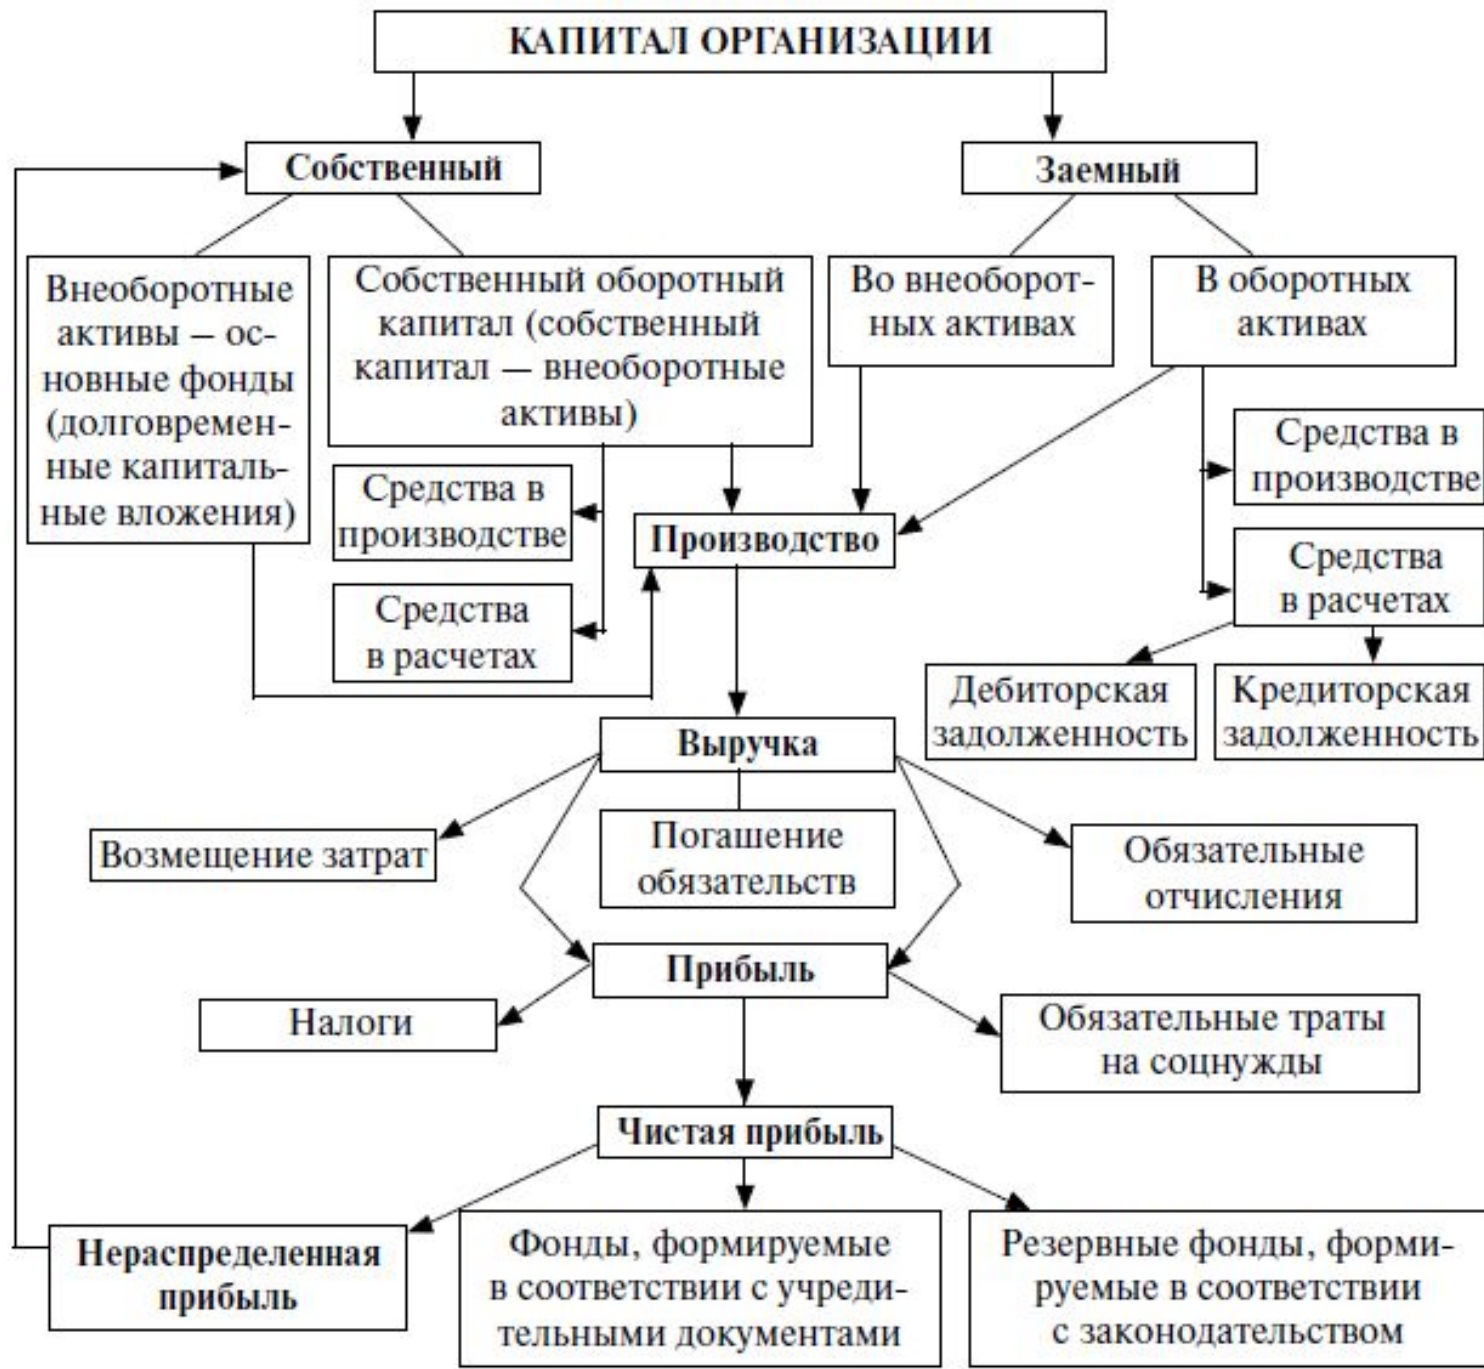 КАПИТАЛ ОРГАНИЗАЦИИ
Собственный
Заемный
Внеоборотные
активы – ос-
новные фонды
(долговремен-
ные капиталь-
ные вложения)
Собственный оборотный
капитал (собственный
капитал — внеоборотные
активы)
Во внеоборот-
ных активах
В оборотных
активах
Средства в
производстве
Средства
в расчетах
Производство
Средства в
производстве
Средства
в расчетах
Дебиторская
задолженность
Кредиторская
задолженность
Выручка
Возмещение затрат
Погашение
обязательств
Обязательные
отчисления
Прибыль
Налоги
Обязательные траты
на соцнужды
Чистая прибыль
Нераспределенная
прибыль
Фонды, формируемые
в соответствии с учреди-
тельными документами
Резервные фонды, форми-
руемые в соответствии
с законодательством